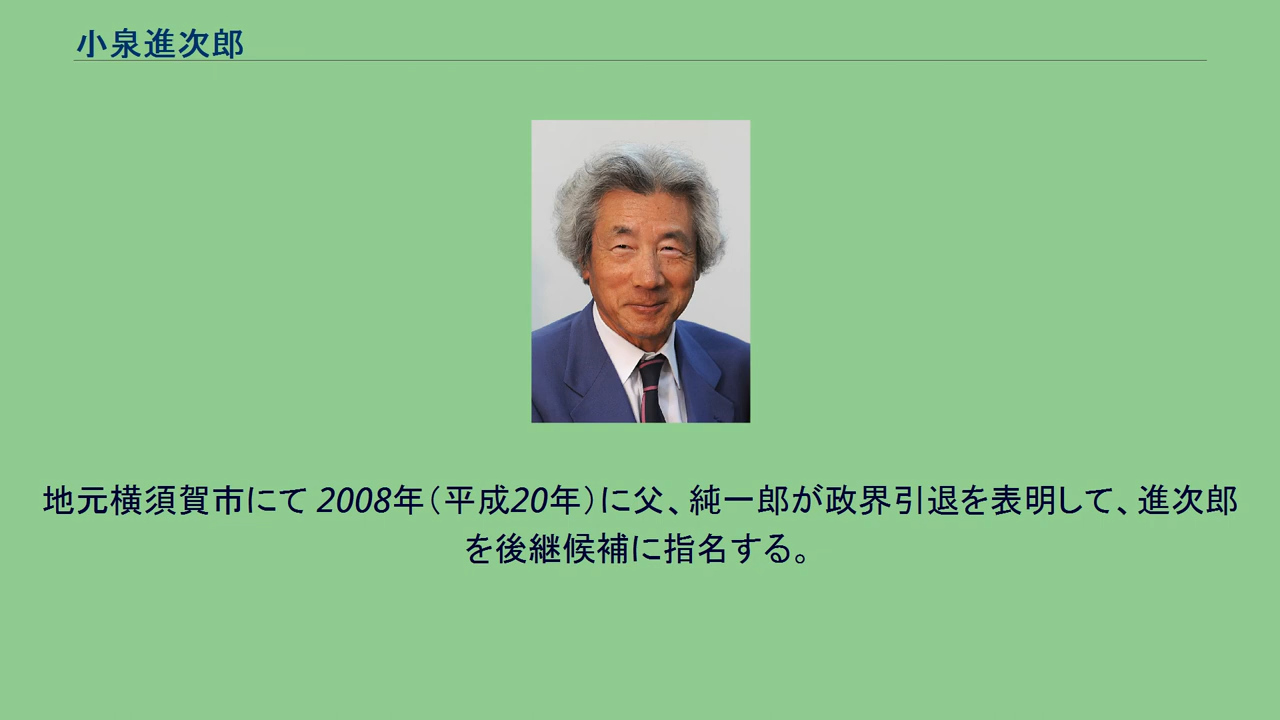 小泉進次郎
地元横須賀市にて 2008年（平成20年）に父、純一郎が政界引退を表明して、進次郎
を後継候補に指名する。